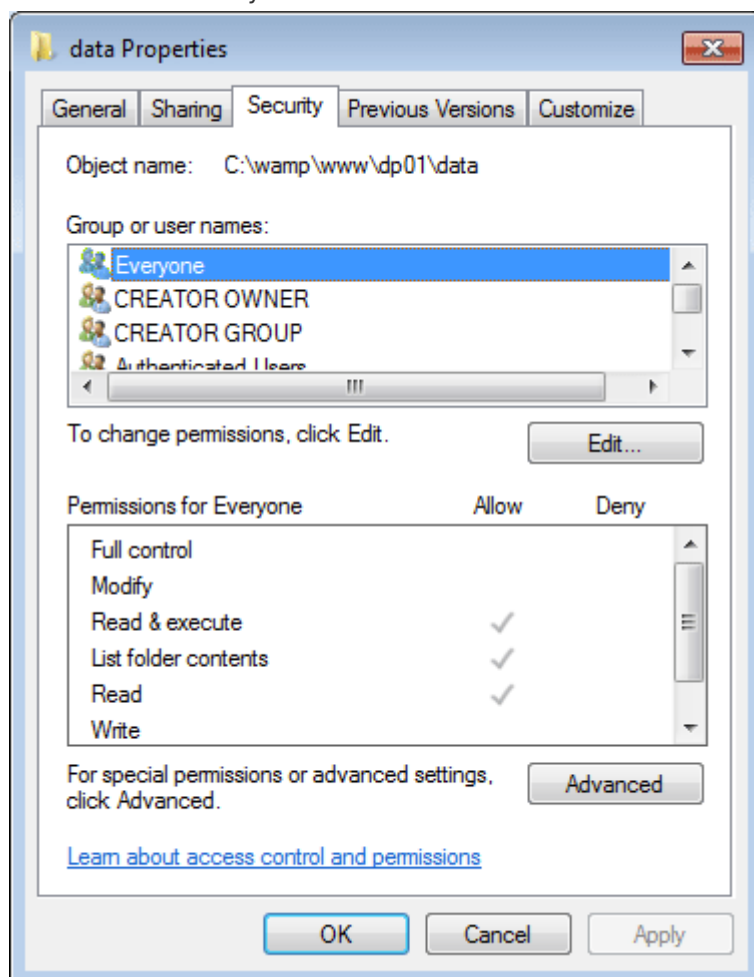 data Properties
General Sharing Security Previous Versions Customize
Object name: C:\wamp\www\dp01\data
Group or user names:
Everyone
CREATOR OWNER
CREATOR GROUP
Authenticated Users
To change permissions, click Edit.
Edit...
Permissions for Everyone Allow Deny
Full control
Modify
Read & execute
List folder contents
Read
Write
For special permissions or advanced settings,
click Advanced.
Advanced
Learn about access control and permissions
OK Cancel Apply